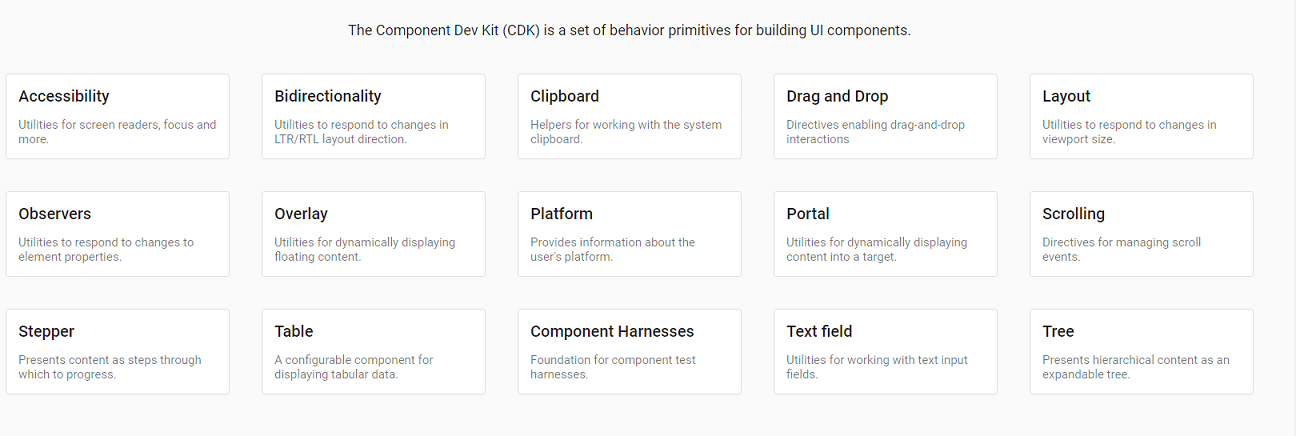 The Component Dev Kit (CDK) is a set of behavior primitives for building UI components.
Accessibility
Utilities for screen readers, focus and
more.
Bidirectionality
Utilities to respond to changes in
LTR/RTL layout direction.
Clipboard
Helpers for working with the system
clipboard.
Drag and Drop
Directives enabling drag-and-drop
interactions
Layout
Utilities to respond to changes in
viewport size.
Observers
Utilities to respond to changes to
element properties.
Overlay
Utilities for dynamically displaying
floating content.
Platform
Provides information about the
user's platform.
Portal
Utilities for dynamically displaying
content into a target.
Scrolling
Directives for managing scroll
events.
Stepper
Presents content as steps through
which to progress.
Table
A configurable component for
displaying tabular data.
Component Harnesses
Foundation for component test
harnesses.
Text field
Utilities for working with text input
fields.
Tree
Presents hierarchical content as an
expandable tree.